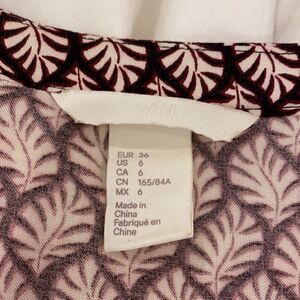 H&M
EUR 36
US 6
CA 6
CN 165/84A
MX 6
Made in
China
Fabriqué en
Chine